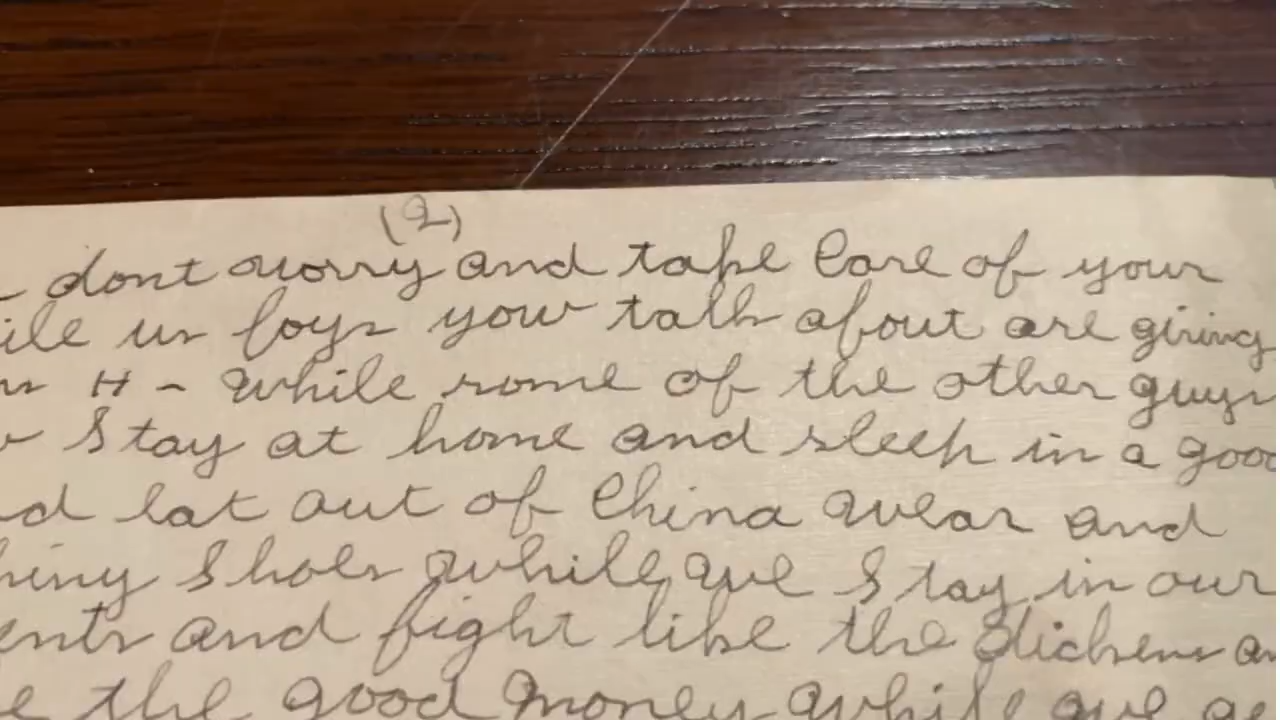 (2)
dont worry and take Care of your
ile us boys you talk about are giving
H - While some of the other guys
Stay at home and sleep in a good
d eat out of China wear and
hiny Shoes while we Stay in our
ents and fight like the dickens an
e the good money while we ge